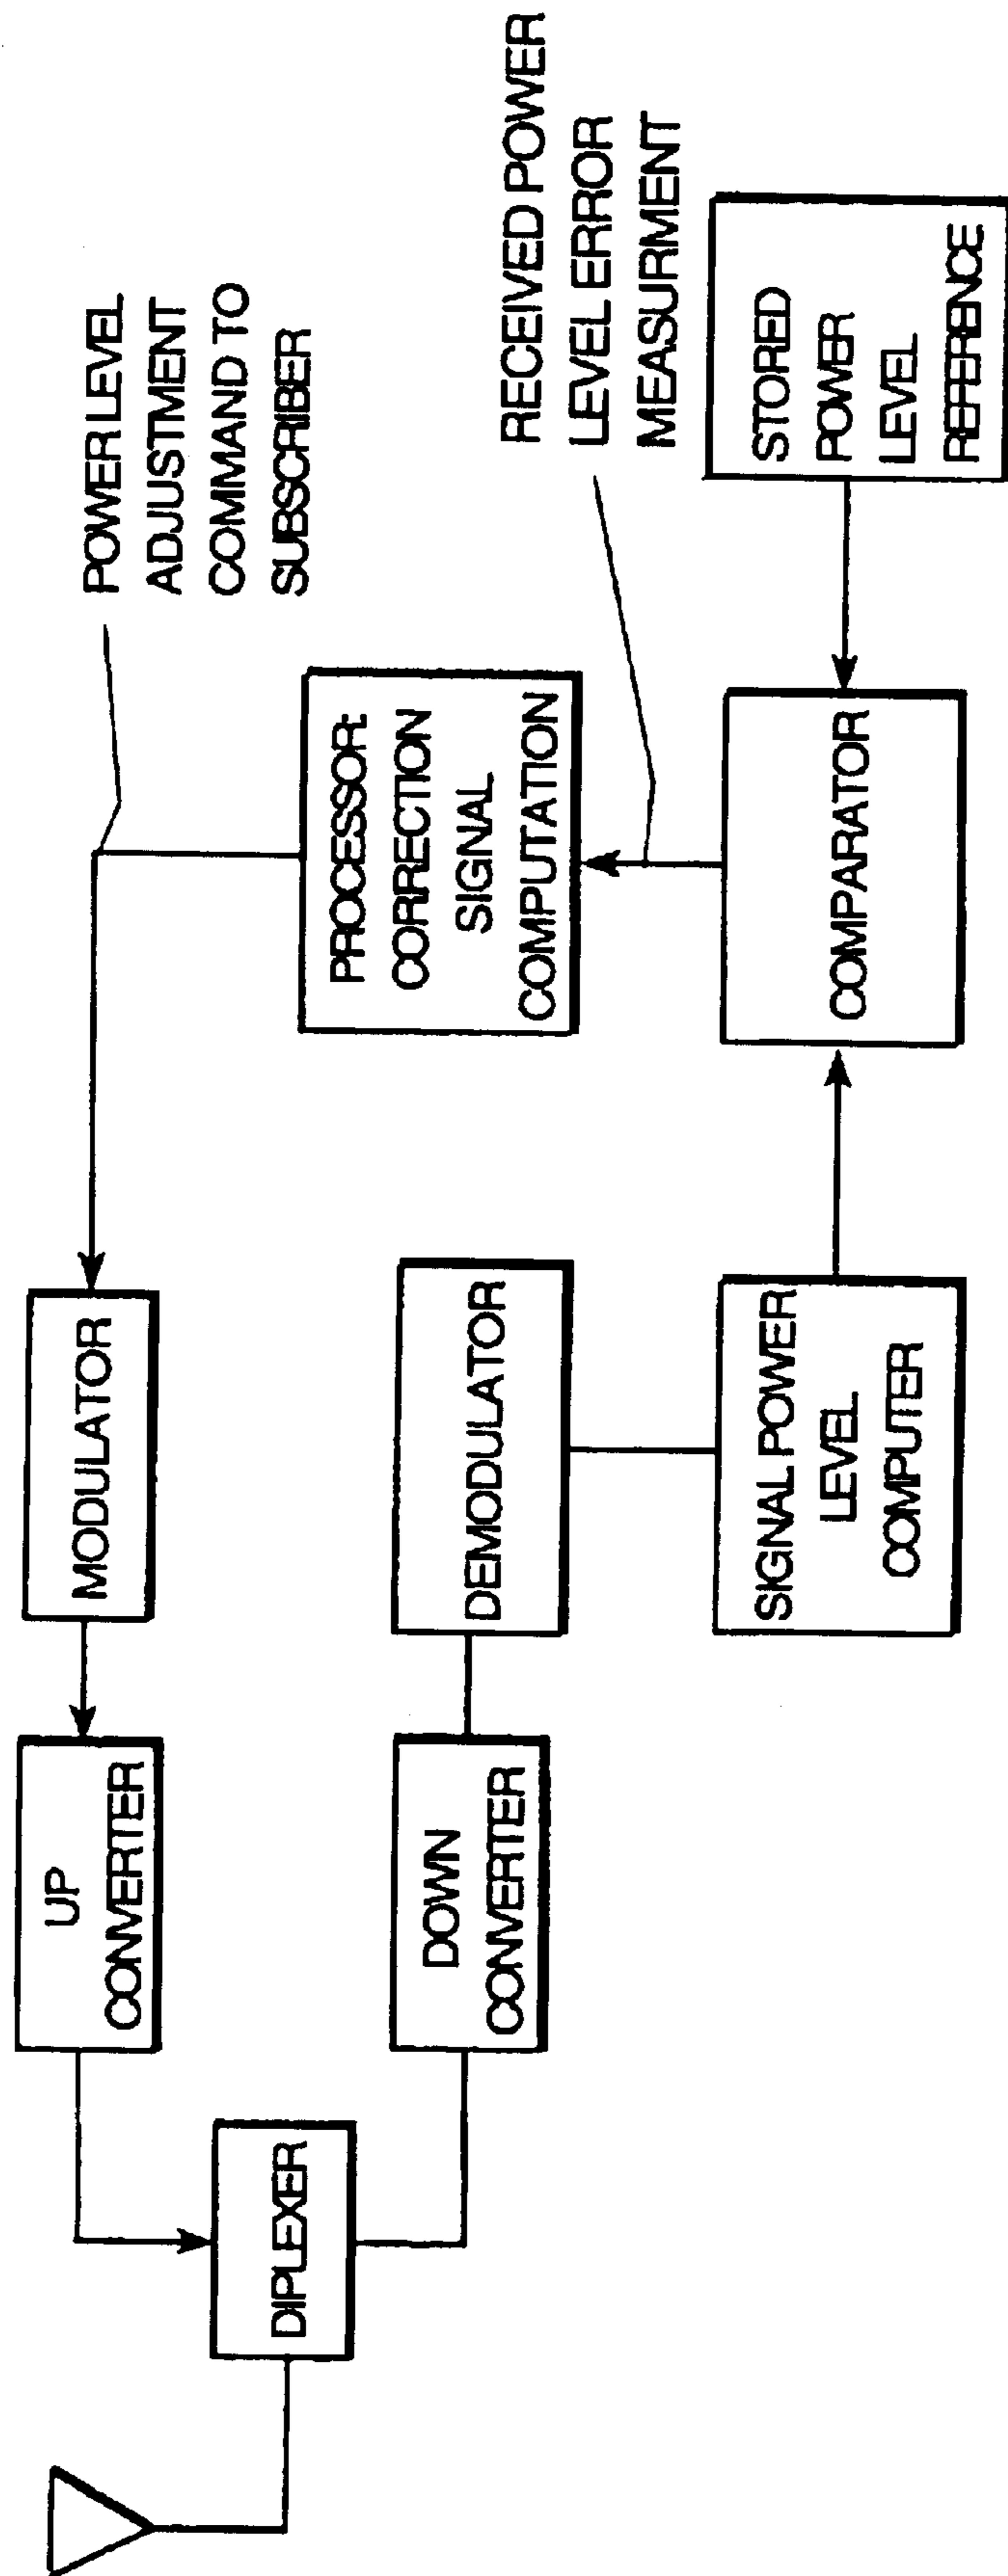 POWER LEVEL
ADJUSTMENT
COMMAND TO
SUBSCRIBER
UP
CONVERTER
MODULATOR
DIPLEXER
PROCESSOR:
CORRECTION
SIGNAL
COMPUTATION
RECEIVED POWER
LEVEL ERROR
MEASURMENT
DOWN
CONVERTER
DEMODULATOR
SIGNAL POWER
LEVEL
COMPUTER
COMPARATOR
STORED
POWER
LEVEL
REFERENCE